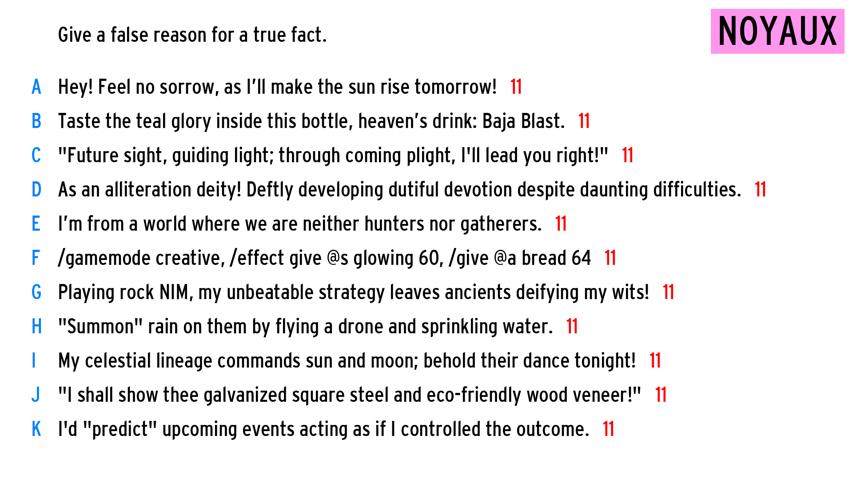 Give a false reason for a true fact.
NOYAUX
A Hey! Feel no sorrow, as I'll make the sun rise tomorrow! 11
B Taste the teal glory inside this bottle, heaven's drink: Baja Blast. 11
C "Future sight, guiding light; through coming plight, I'll lead you right!" 11
D As an alliteration deity! Deftly developing dutiful devotion despite daunting difficulties. 11
E I'm from a world where we are neither hunters nor gatherers. 11
F /gamemode creative, /effect give @s glowing 60, /give @a bread 64 11
G Playing rock NIM, my unbeatable strategy leaves ancients deifying my wits! 11
H "Summon" rain on them by flying a drone and sprinkling water. 11
I My celestial lineage commands sun and moon; behold their dance tonight! 11
J "I shall show thee galvanized square steel and eco-friendly wood veneer!" 11
K I'd "predict" upcoming events acting as if I controlled the outcome. 11